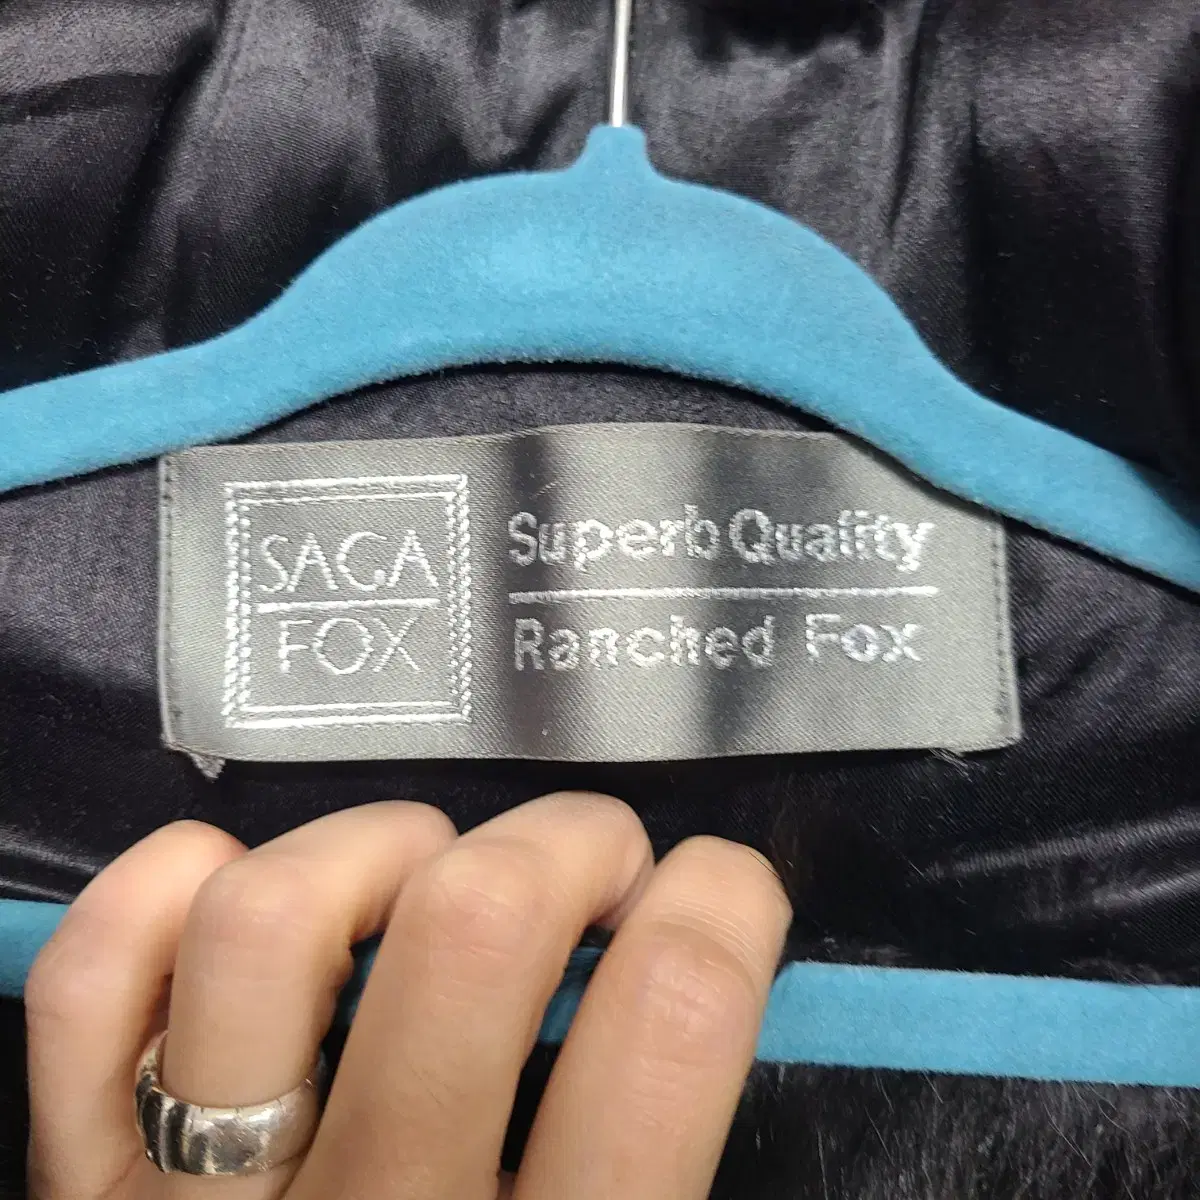 SAGA
FOX
Superb Quality
Ranched Fox